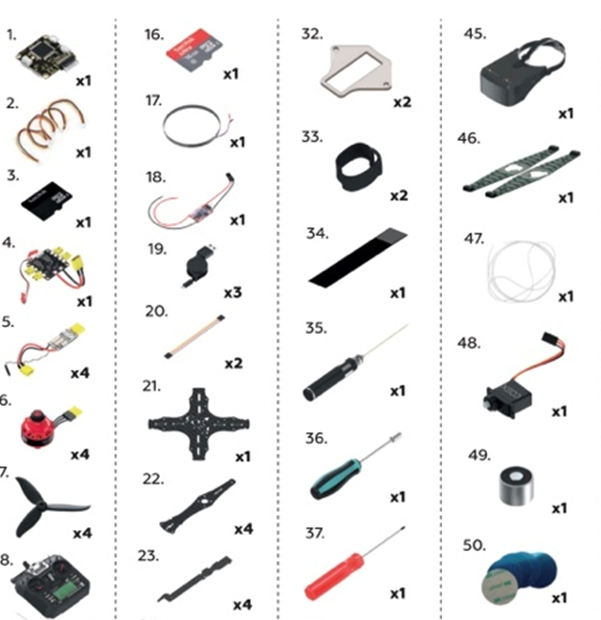 1.
x1
2.
x1
3.
x1
4.
x1
5.
x4
6.
x4
7.
x4
8.
16.
x1
17.
x1
18.
x1
19.
x3
20.
x2
21.
x1
22.
x4
23.
x4
32.
x2
33.
x2
34.
x1
35.
x1
36.
x1
37.
x1
45.
x1
46.
x1
47.
x1
48.
x1
49.
x1
50.
x1